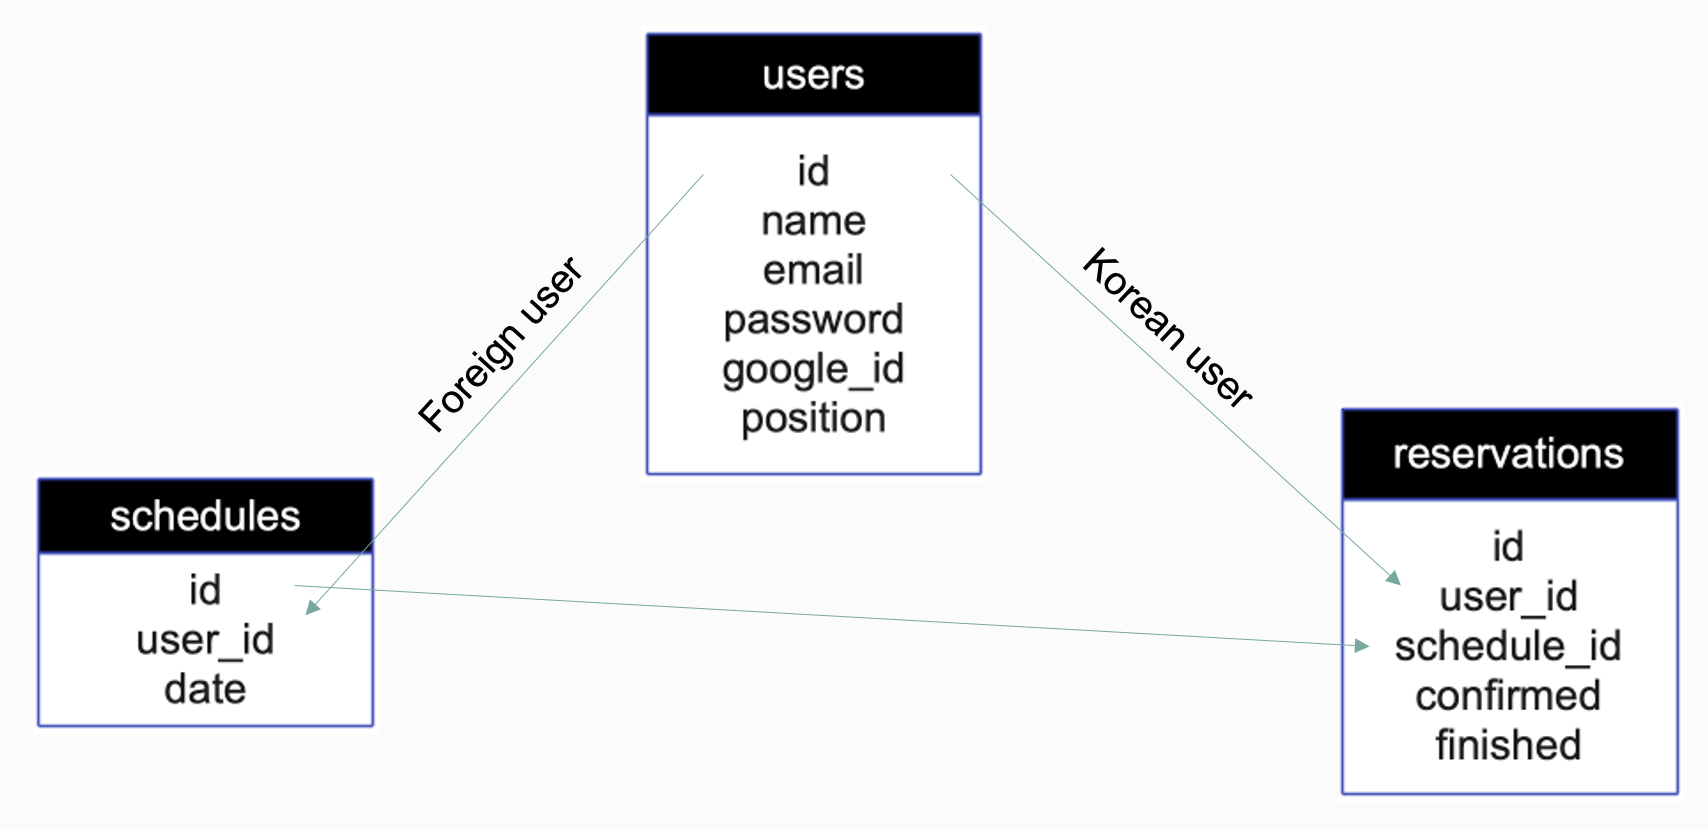 users
id
name
email
password
google_id
position
Foreign user
Korean user
schedules
id
user_id
date
reservations
id
user_id
schedule_id
confirmed
finished